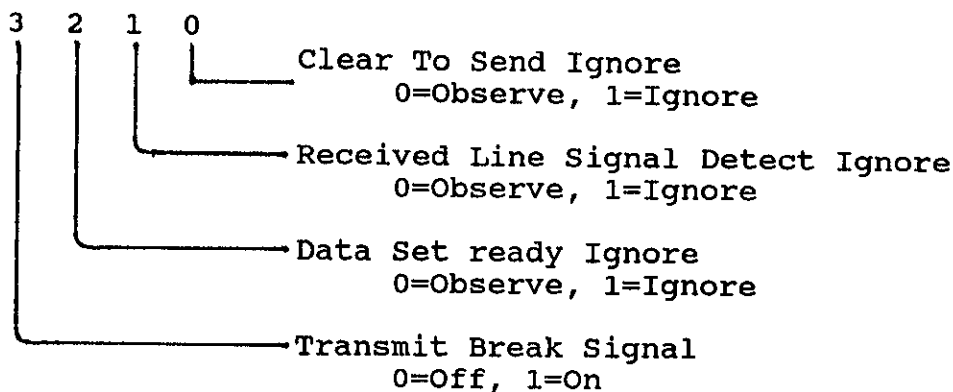 3 2 1 0
Clear To Send Ignore
0=Observe, 1=Ignore
Received Line Signal Detect Ignore
0=Observe, 1=Ignore
Data Set ready Ignore
0=Observe, 1=Ignore
Transmit Break Signal
0=Off, 1=On